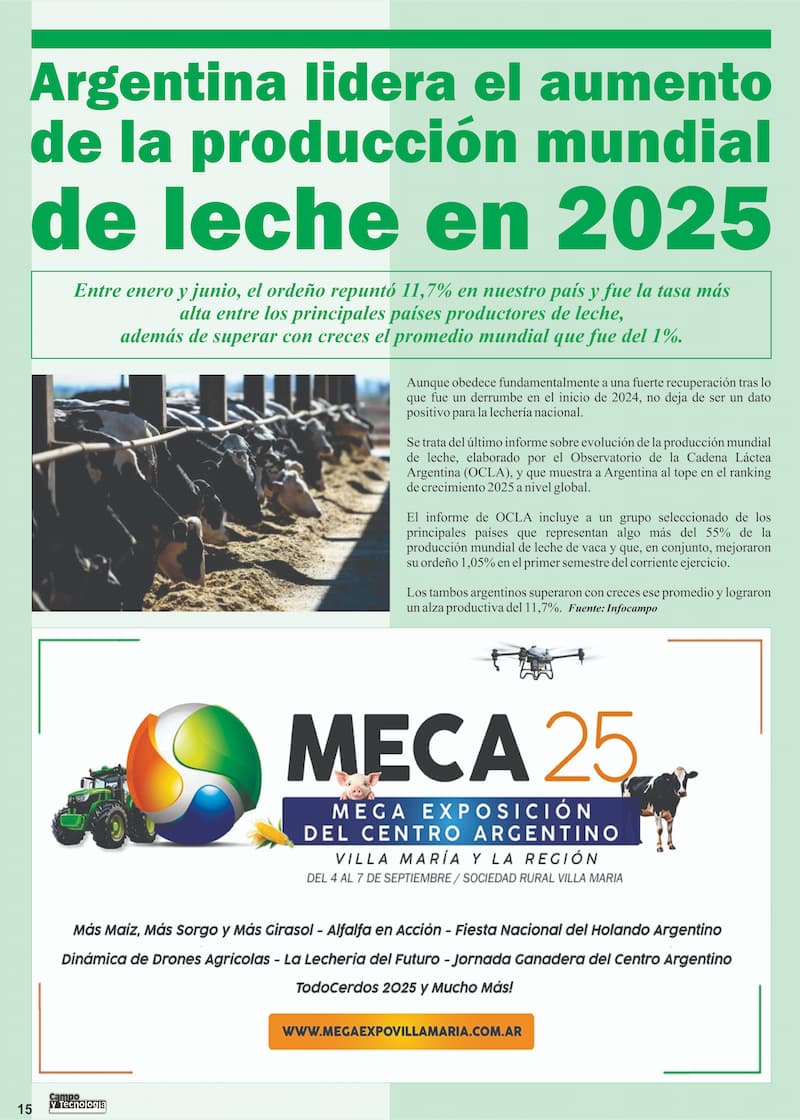 Argentina lidera el aumento
de la producción mundial
de leche en 2025
Entre enero y junio, el ordeño repuntó 11,7% en nuestro país y fue la tasa más
alta entre los principales países productores de leche,
además de superar con creces el promedio mundial que fue del 1%.
Aunque obedece fundamentalmente a una fuerte recuperación tras lo
que fue un derrumbe en el inicio de 2024, no deja de ser un dato
positivo para la lechería nacional.
Se trata del último informe sobre evolución de la producción mundial
de leche, elaborado por el Observatorio de la Cadena Láctea
Argentina (OCLA), y que muestra a Argentina al tope en el ranking
de crecimiento 2025 a nivel global.
El informe de OCLA incluye a un grupo seleccionado de los
principales países que representan algo más del 55% de la
producción mundial de leche de vaca y que, en conjunto, mejoraron
su ordeño 1,05% en el primer semestre del corriente ejercicio.
Los tambos argentinos superaron con creces ese promedio y lograron
un alza productiva del 11,7%. Fuente: Infocampo
MECA 25
MEGA EXPOSICIÓN
DEL CENTRO ARGENTINO
VILLA MARÍA Y LA REGIÓN
DEL 4 AL 7 DE SEPTIEMBRE / SOCIEDAD RURAL VILLA MARIA
Más Maíz, Más Sorgo y Más Girasol - Alfalfa en Acción - Fiesta Nacional del Holando Argentino
Dinámica de Drones Agrícolas - La Lecheria del Futuro - Jornada Ganadera del Centro Argentino
TodoCerdos 2025 y Mucho Más!
WWW.MEGAEXPOVILLAMARIA.COM.AR
15
Campo
y Tecnología